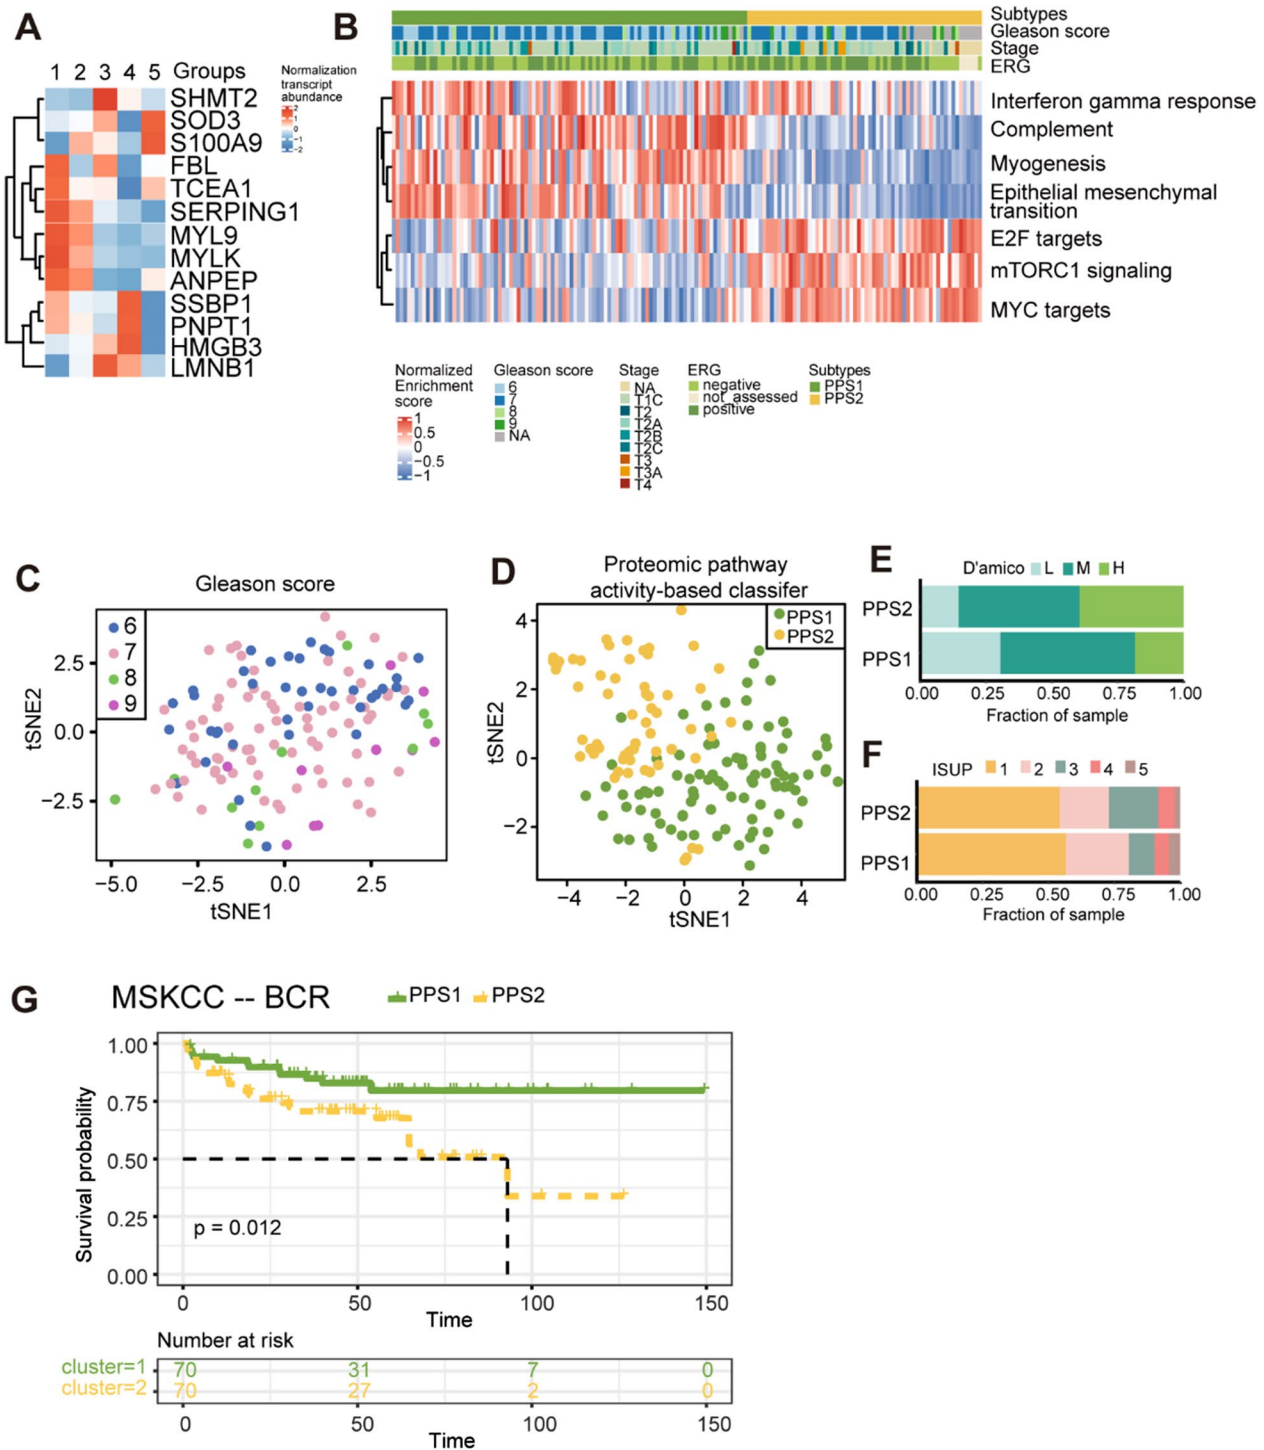 A
1 2 3 4 5 Groups
SHMT2
SOD3
S100A9
FBL
TCEA1
SERPING1
MYL9
MYLK
ANPEP
SSBP1
PNPT1
HMGB3
LMNB1
Normalization
transcript
abundance
2
1
0
−1
−2
B
Subtypes
Gleason score
Stage
ERG
Interferon gamma response
Complement
Myogenesis
Epithelial mesenchymal
transition
E2F targets
mTORC1 signaling
MYC targets
Normalized
Enrichment
score
1
0.5
0
−0.5
−1
Gleason score
6
7
8
9
NA
Stage
NA
T1C
T2
T2A
T2B
T2C
T3
T3A
T4
ERG
negative
not_assessed
positive
Subtypes
PPS1
PPS2
C
Gleason score
6
7
8
9
tSNE2
2.5
0.0
−2.5
−5.0 −2.5 0.0 2.5
tSNE1
D
Proteomic pathway
activity-based classifer
PPS1
PPS2
tSNE2
4
2
0
−2
−4 −2 0 2 4
tSNE1
E
D'amico L M H
PPS2
PPS1
0.00 0.25 0.50 0.75 1.00
Fraction of sample
F
ISUP 1 2 3 4 5
PPS2
PPS1
0.00 0.25 0.50 0.75 1.00
Fraction of sample
G
MSKCC -- BCR
PPS1 PPS2
Survival probability
1.00
0.75
0.50
0.25
0.00
p = 0.012
0 50 100 150
Time
Number at risk
cluster=1 70 31 7 0
cluster=2 70 27 2 0
0 50 100 150
Time